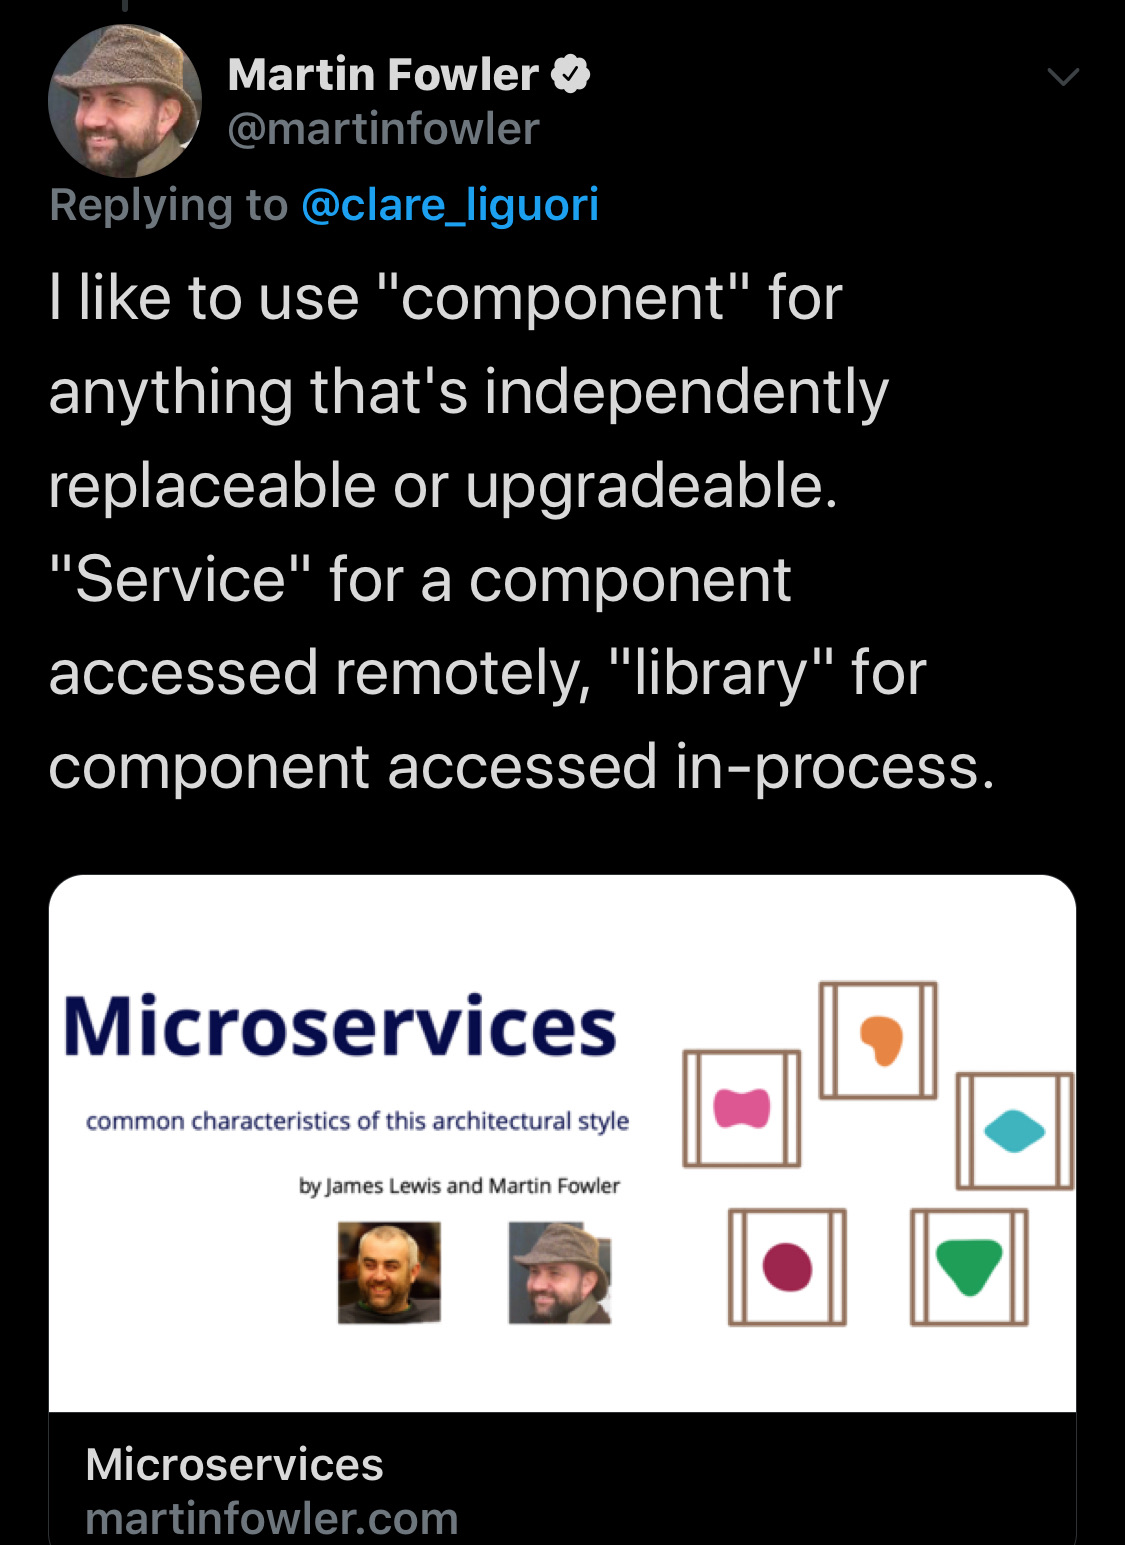 Martin Fowler
@martinfowler
Replying to @clare_liguori
I like to use "component" for
anything that's independently
replaceable or upgradeable.
"Service" for a component
accessed remotely, "library" for
component accessed in-process.
Microservices
common characteristics of this architectural style
by James Lewis and Martin Fowler
Microservices
martinfowler.com